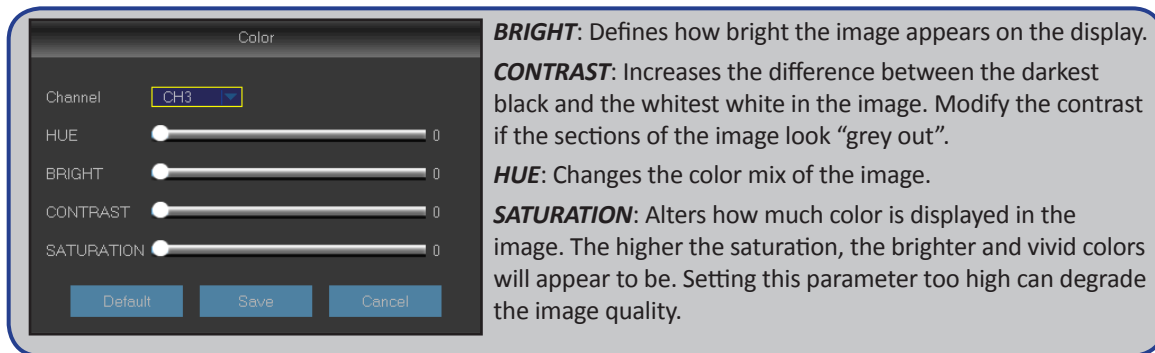 Color
Channel CH3
HUE 0
BRIGHT 0
CONTRAST 0
SATURATION 0
Default Save Cancel
BRIGHT: Defines how bright the image appears on the display.
CONTRAST: Increases the difference between the darkest
black and the whitest white in the image. Modify the contrast
if the sections of the image look “grey out”.
HUE: Changes the color mix of the image.
SATURATION: Alters how much color is displayed in the
image. The higher the saturation, the brighter and vivid colors
will appear to be. Setting this parameter too high can degrade
the image quality.